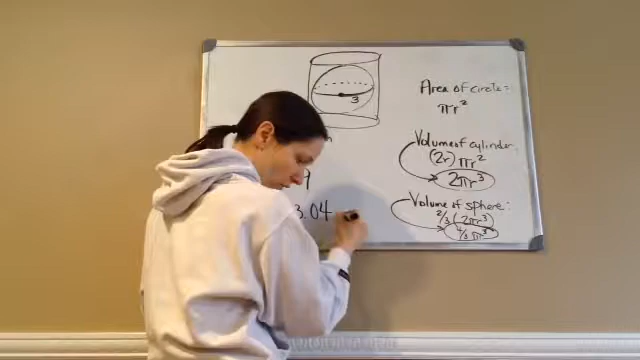 3
Area of circle =
πr²
Volume of cylinder:
(2r) πr²
2πr³
Volume of sphere:
2/3 (2πr³)
4/3 πr³
9
3.04